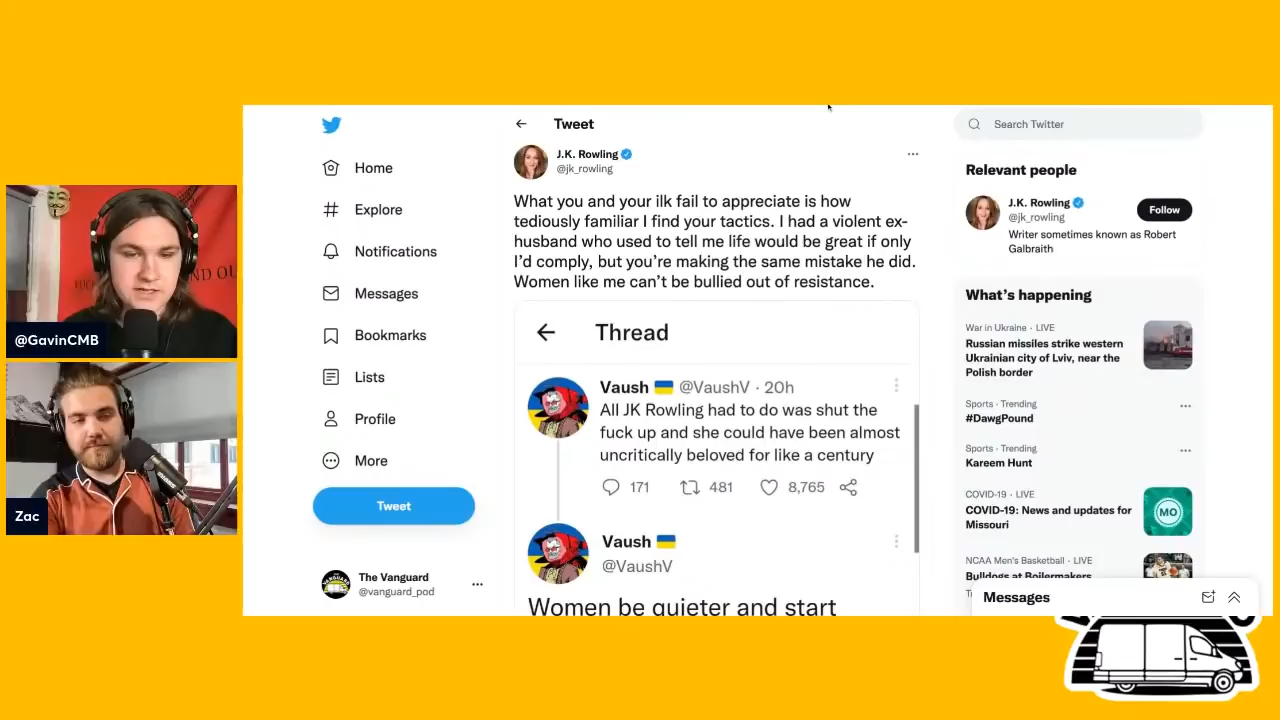 @GavinCMB
Zac
Home
Explore
Notifications
Messages
Bookmarks
Lists
Profile
More
Tweet
The Vanguard
@vanguard_pod
Tweet
J.K. Rowling
@jk_rowling
What you and your ilk fail to appreciate is how
tediously familiar I find your tactics. I had a violent ex-
husband who used to tell me life would be great if only
I'd comply, but you're making the same mistake he did.
Women like me can't be bullied out of resistance.
Thread
Vaush @VaushV · 20h
All JK Rowling had to do was shut the
fuck up and she could have been almost
uncritically beloved for like a century
171 481 8,765
Vaush
@VaushV
Women be quieter and start
Search Twitter
Relevant people
J.K. Rowling
@jk_rowling
Follow
Writer sometimes known as Robert
Galbraith
What's happening
War in Ukraine · LIVE
Russian missiles strike western
Ukrainian city of Lviv, near the
Polish border
Sports · Trending
#DawgPound
Sports · Trending
Kareem Hunt
COVID-19 · LIVE
COVID-19: News and updates for
Missouri
MO
NCAA Men's Basketball · LIVE
Bulldogs at Boilermakers
Messages